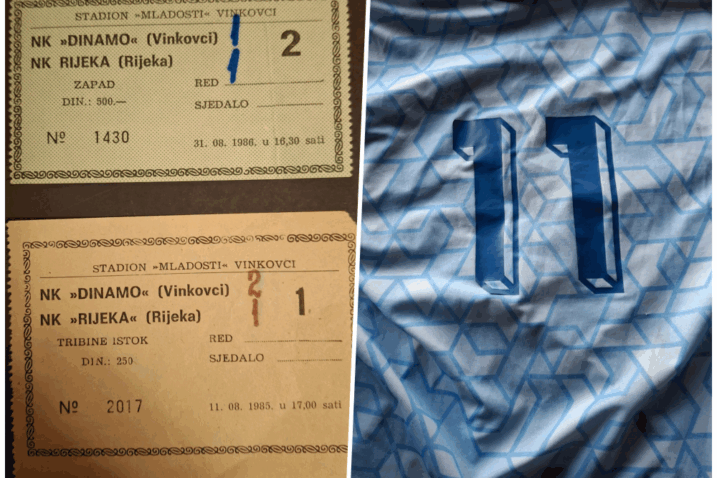 STADION »MLADOSTI« VINKOVCI
NK »DINAMO« (Vinkovci) 1
NK RIJEKA (Rijeka) 1
2
ZAPAD
RED
DIN.: 500.—
SJEDALO
Nº 1430
31. 08. 1986. u 16,30 sati
STADION »MLADOSTI« VINKOVCI
NK »DINAMO« (Vinkovci) 2
NK »RIJEKA« (Rijeka) 1
1
TRIBINE ISTOK
RED
DIN.: 250
SJEDALO
Nº 2017
11. 08. 1985. u 17,00 sati
11